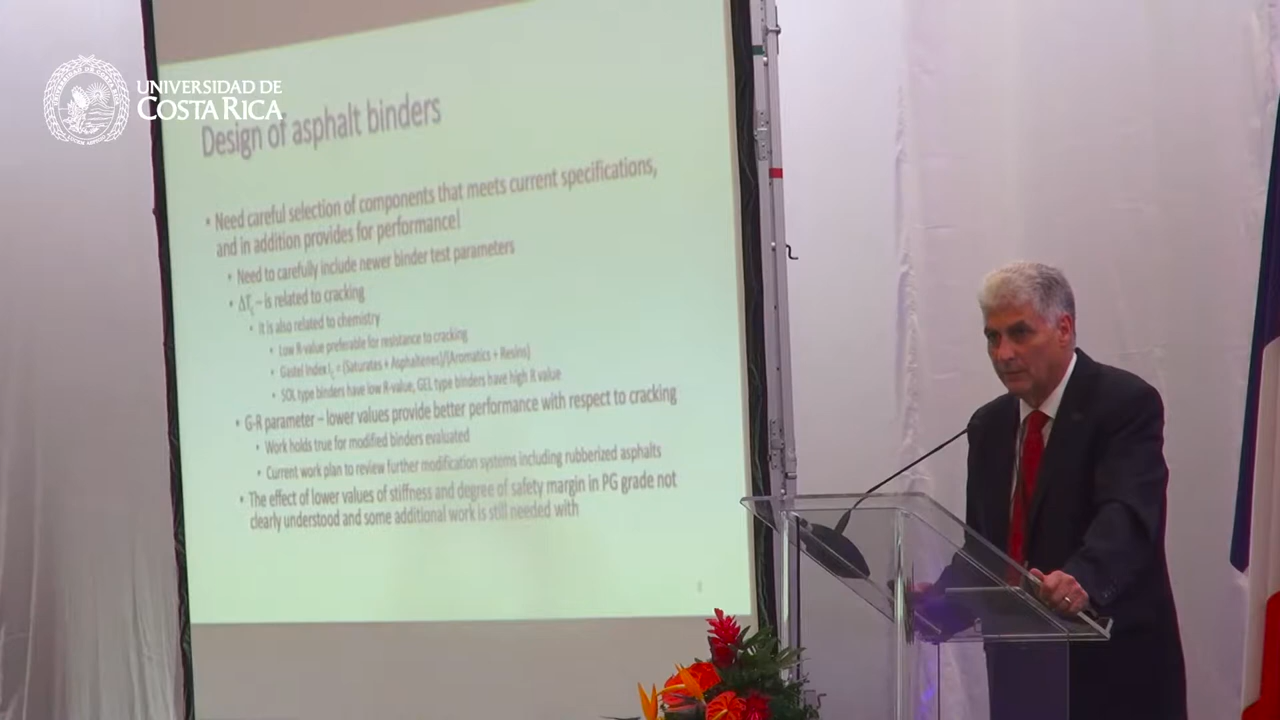 UNIVERSIDAD DE
COSTA RICA
Design of asphalt binders
• Need careful selection of components that meets current specifications,
and in addition provides for performance!
• Need to carefully include newer binder test parameters
• ΔTc – is related to cracking
• It is also related to chemistry
• Low R-value preferable for resistance to cracking
• Gastel Index Ic = (Saturates + Asphaltenes)/(Aromatics + Resins)
• SOL type binders have low R-value, GEL type binders have high R value
• G-R parameter – lower values provide better performance with respect to cracking
• Work holds true for modified binders evaluated
• Current work plan to review further modification systems including rubberized asphalts
• The effect of lower values of stiffness and degree of safety margin in PG grade not
clearly understood and some additional work is still needed with